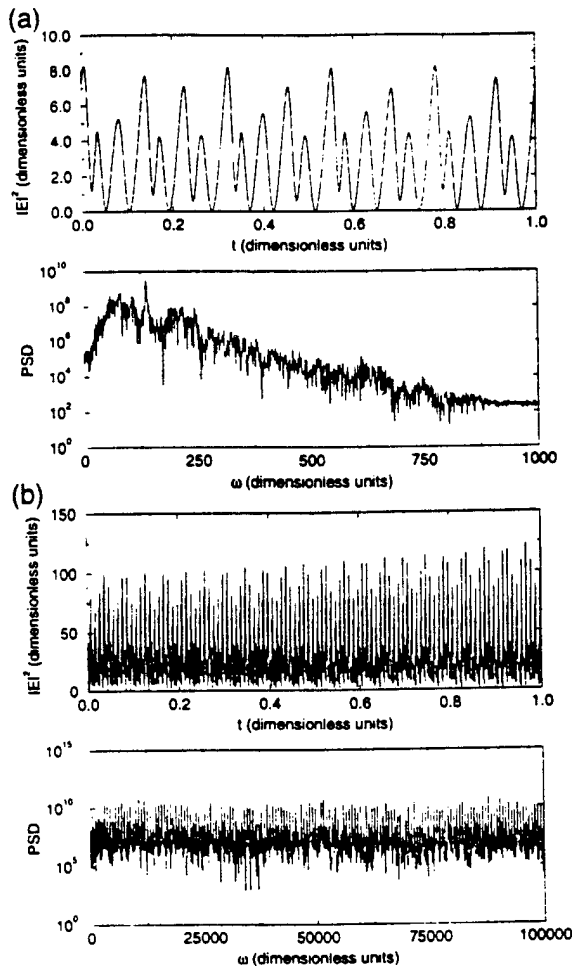 (a)
10.0
8.0
6.0
4.0
2.0
0.0
|E|² (dimensionless units)
0.0 0.2 0.4 0.6 0.8 1.0
t (dimensionless units)
10¹⁰
10⁸
10⁶
10⁴
10²
10⁰
PSD
0 250 500 750 1000
ω (dimensionless units)
(b)
150
100
50
0
|E|² (dimensionless units)
0.0 0.2 0.4 0.6 0.8 1.0
t (dimensionless units)
10¹⁵
10¹⁰
10⁵
10⁰
PSD
0 25000 50000 75000 100000
ω (dimensionless units)